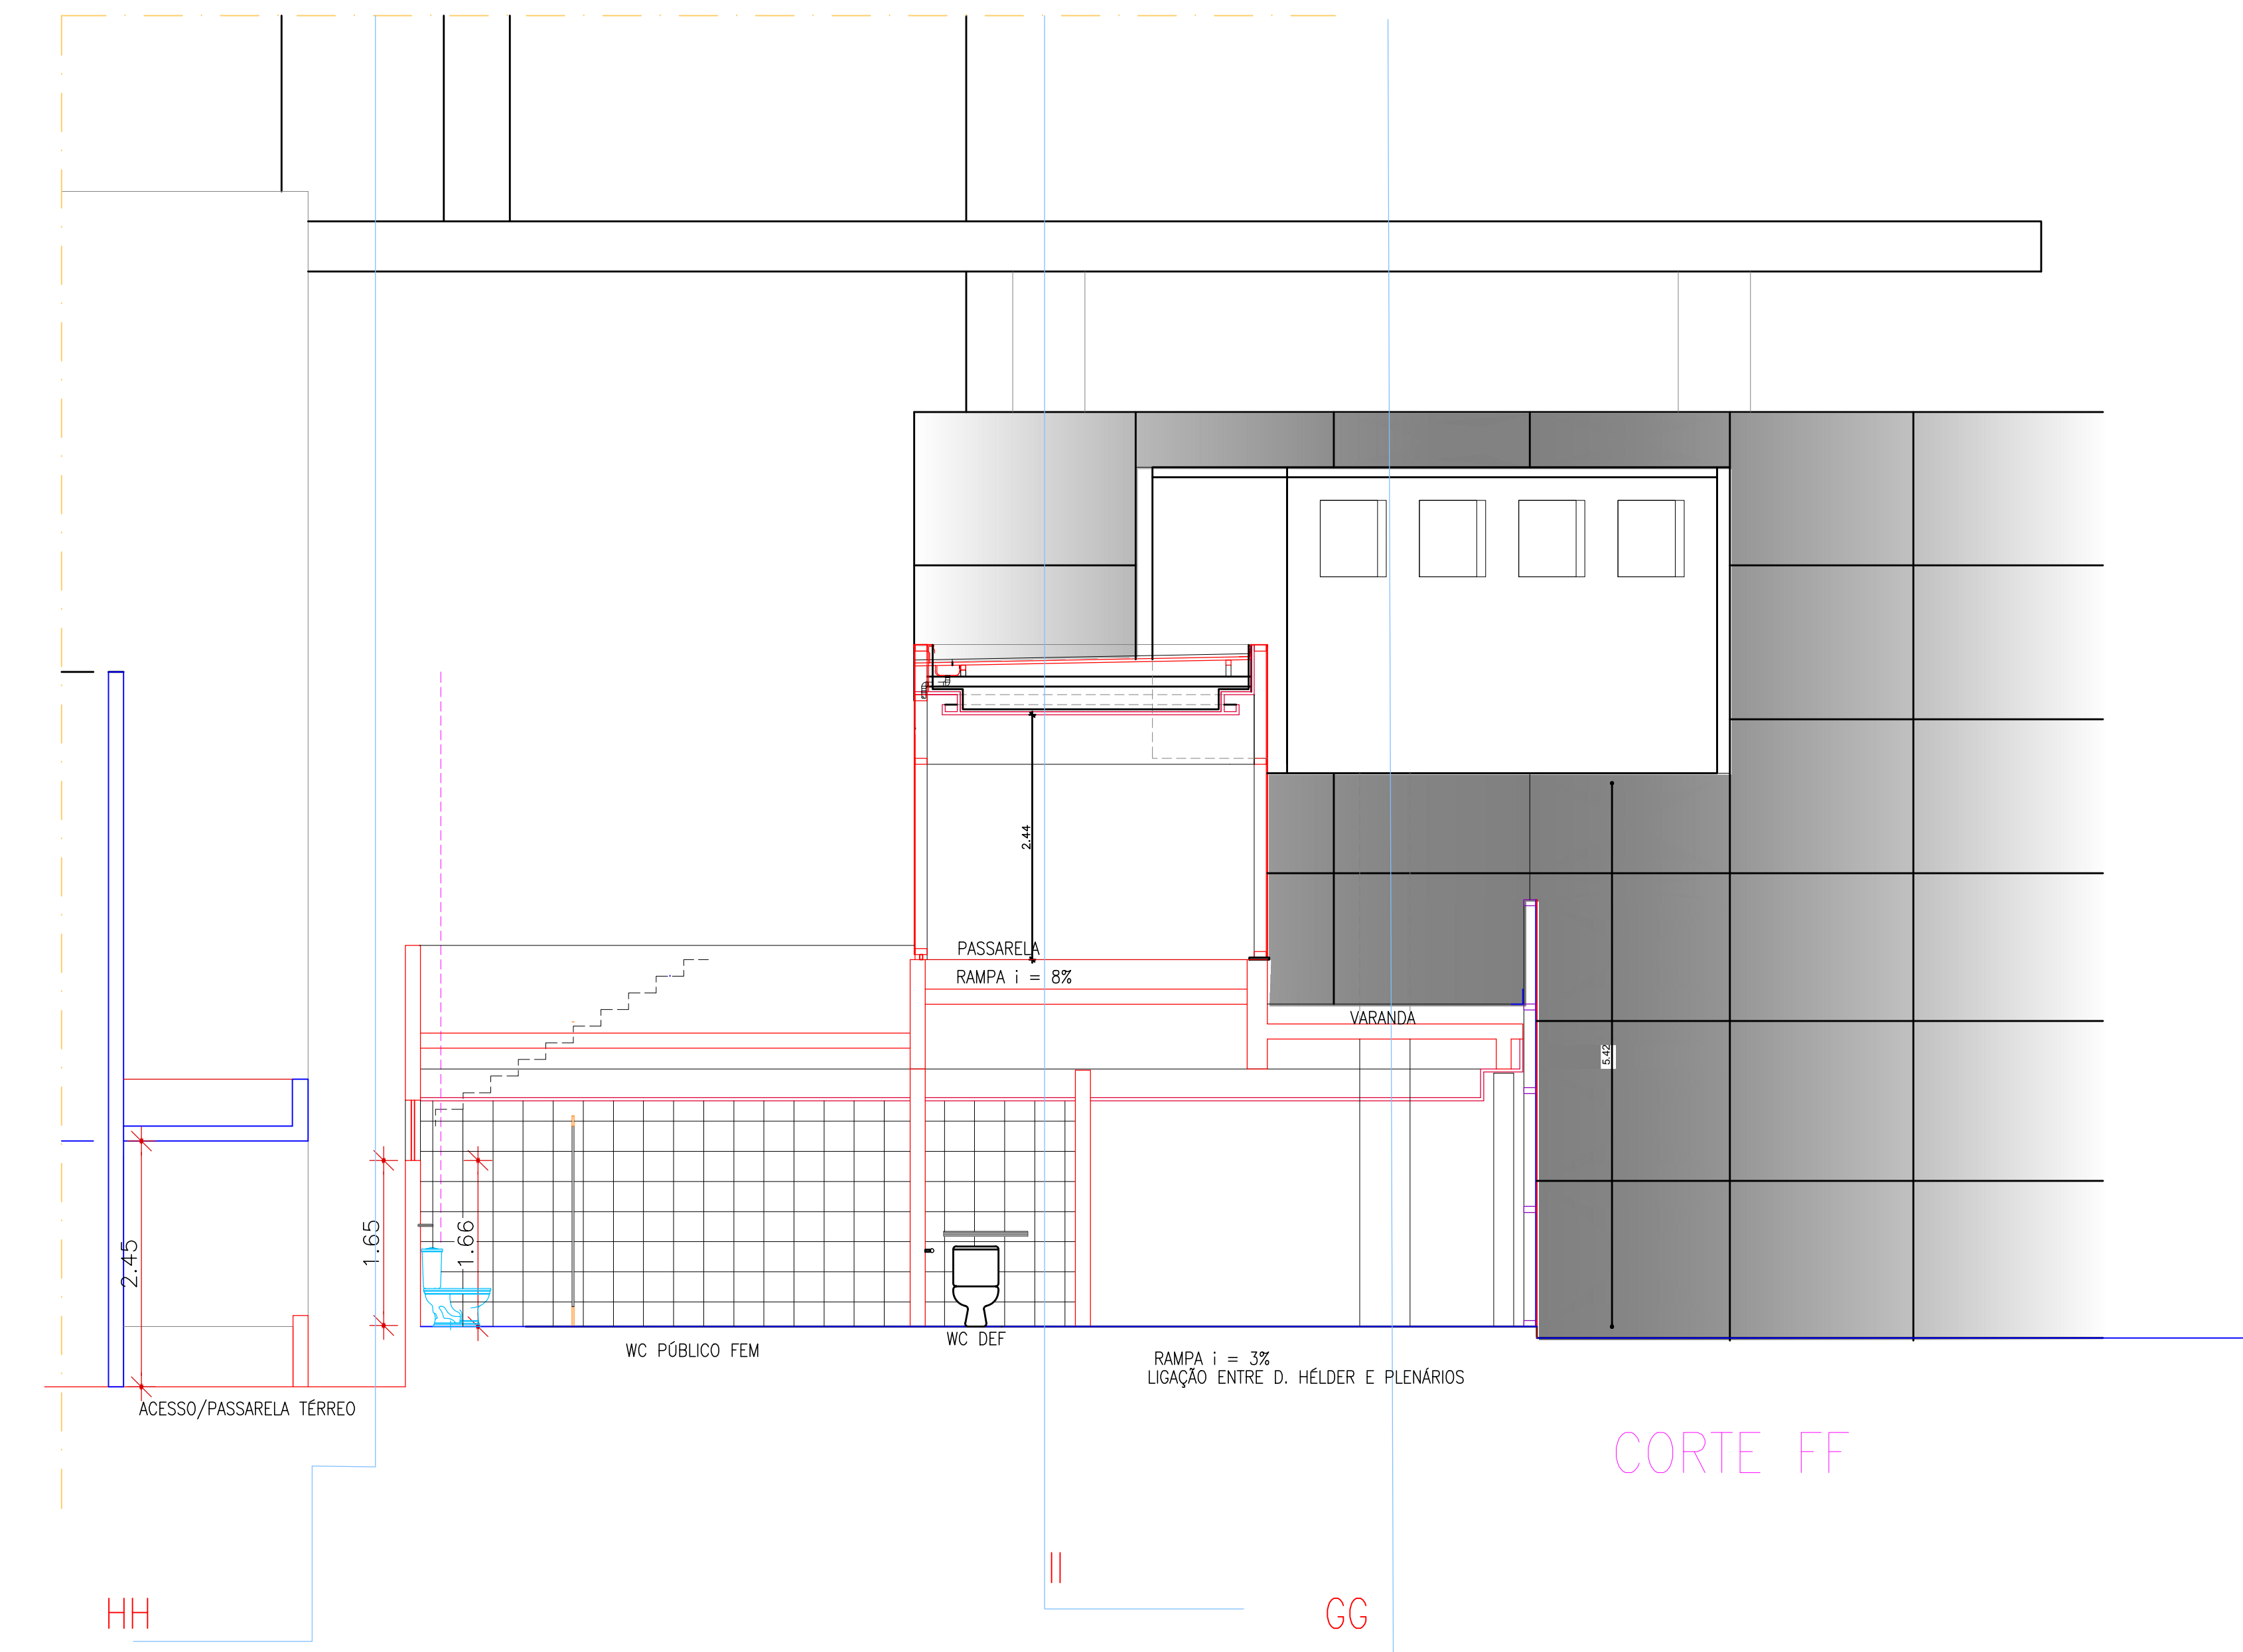 2.44
PASSARELA
RAMPA i = 8%
VARANDA
5.42
2.45
1.65
1.66
WC PÚBLICO FEM
WC DEF
RAMPA i = 3%
LIGAÇÃO ENTRE D. HÉLDER E PLENÁRIOS
ACESSO/PASSARELA TÉRREO
CORTE FF
II
HH
GG